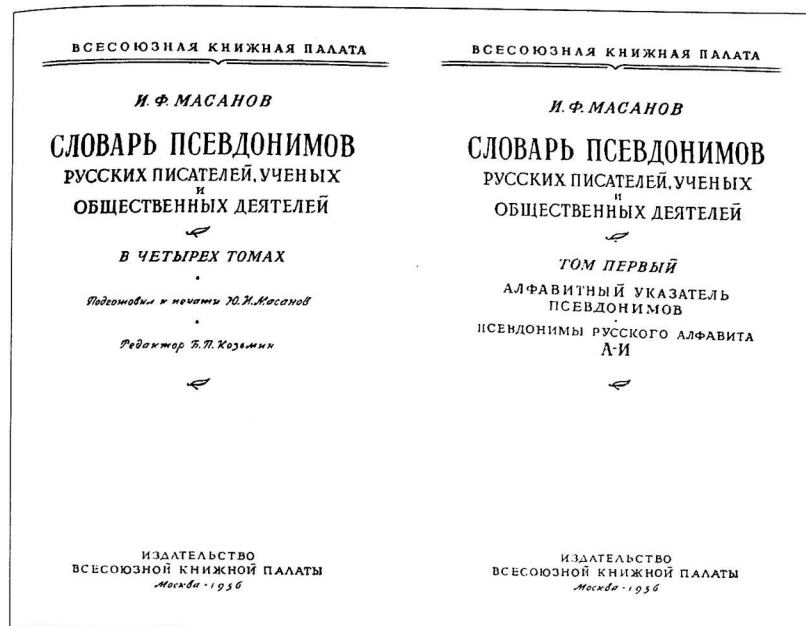 ВСЕСОЮЗНАЯ КНИЖНАЯ ПАЛАТА
И. Ф. МАСАНОВ
СЛОВАРЬ ПСЕВДОНИМОВ
РУССКИХ ПИСАТЕЛЕЙ, УЧЕНЫХ
И
ОБЩЕСТВЕННЫХ ДЕЯТЕЛЕЙ
В ЧЕТЫРЕХ ТОМАХ
Подготовил к печати Ю. И. Масанов
Редактор Б. П. Козьмин
ИЗДАТЕЛЬСТВО
ВСЕСОЮЗНОЙ КНИЖНОЙ ПАЛАТЫ
Москва - 1956
ВСЕСОЮЗНАЯ КНИЖНАЯ ПАЛАТА
И. Ф. МАСАНОВ
СЛОВАРЬ ПСЕВДОНИМОВ
РУССКИХ ПИСАТЕЛЕЙ, УЧЕНЫХ
И
ОБЩЕСТВЕННЫХ ДЕЯТЕЛЕЙ
ТОМ ПЕРВЫЙ
АЛФАВИТНЫЙ УКАЗАТЕЛЬ
ПСЕВДОНИМОВ
ПСЕВДОНИМЫ РУССКОГО АЛФАВИТА
А-И
ИЗДАТЕЛЬСТВО
ВСЕСОЮЗНОЙ КНИЖНОЙ ПАЛАТЫ
Москва - 1956